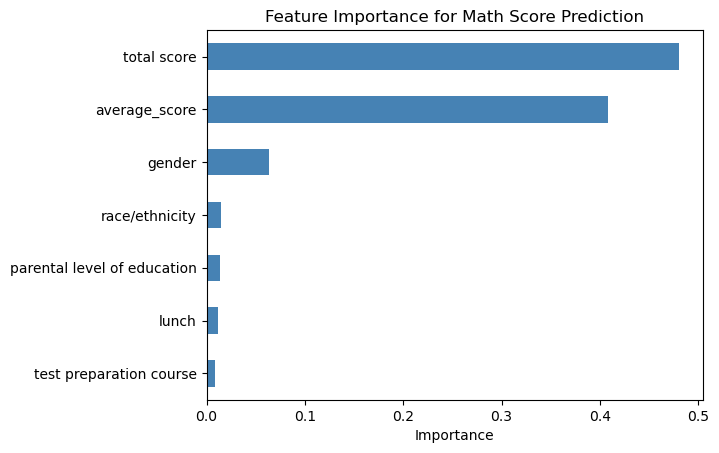 Feature Importance for Math Score Prediction
total score
average_score
gender
race/ethnicity
parental level of education
lunch
test preparation course
0.0 0.1 0.2 0.3 0.4 0.5
Importance